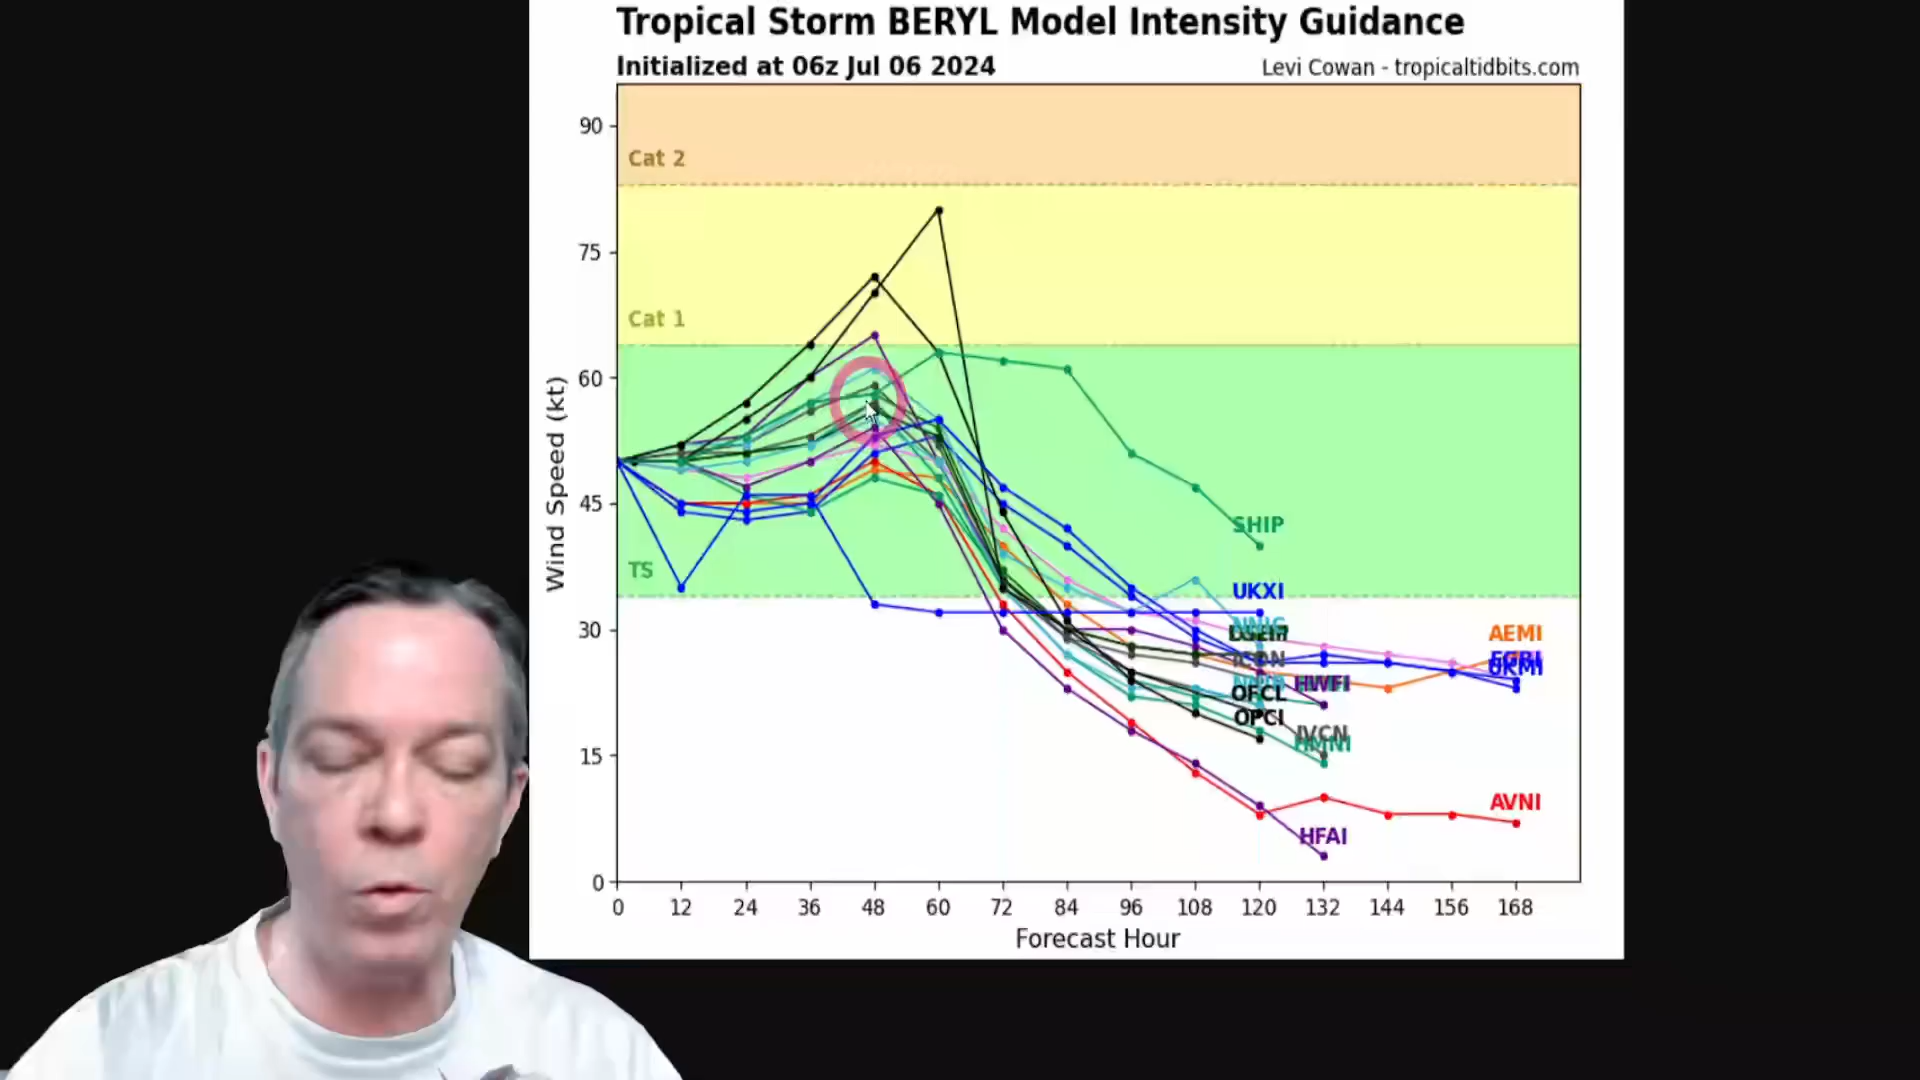 Tropical Storm BERYL Model Intensity Guidance
Initialized at 06z Jul 06 2024
Levi Cowan - tropicaltidbits.com
90
Cat 2
75
Cat 1
60
Wind Speed (kt)
45
SHIP
TS
UKXI
30
AEMI
UKMI
HWFI
OFCL
OPCI
IVCN
HMNI
15
AVNI
HFAI
0
0 12 24 36 48 60 72 84 96 108 120 132 144 156 168
Forecast Hour